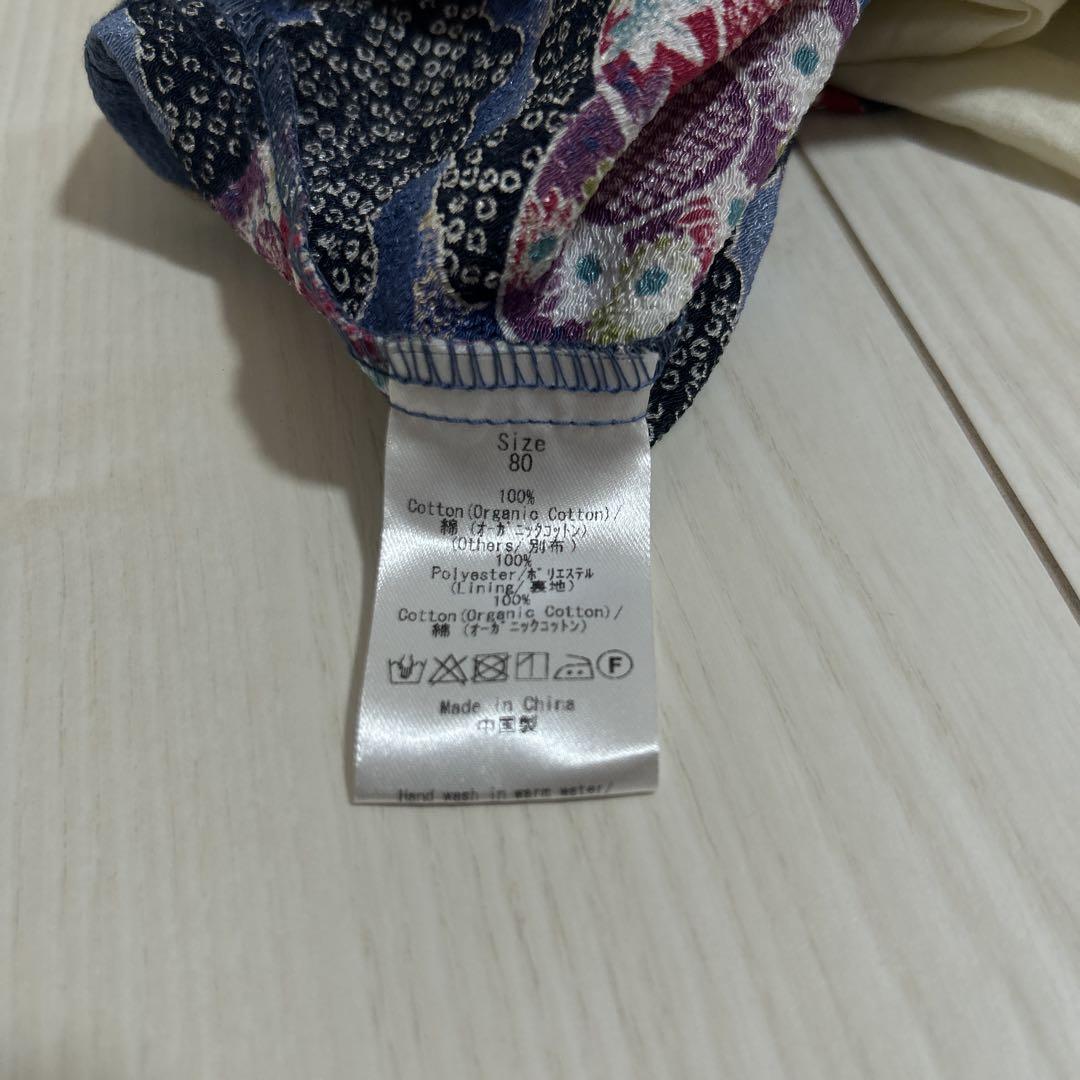 Size
80
100%
Cotton(Organic Cotton)/
綿 (オーガニックコットン)
(Others/ 別布 )
100%
Polyester/ポリエステル
(Lining/ 裏地)
100%
Cotton(Organic Cotton)/
綿 (オーガニックコットン)
F
Made in China
中国製
Hand wash in warm water/